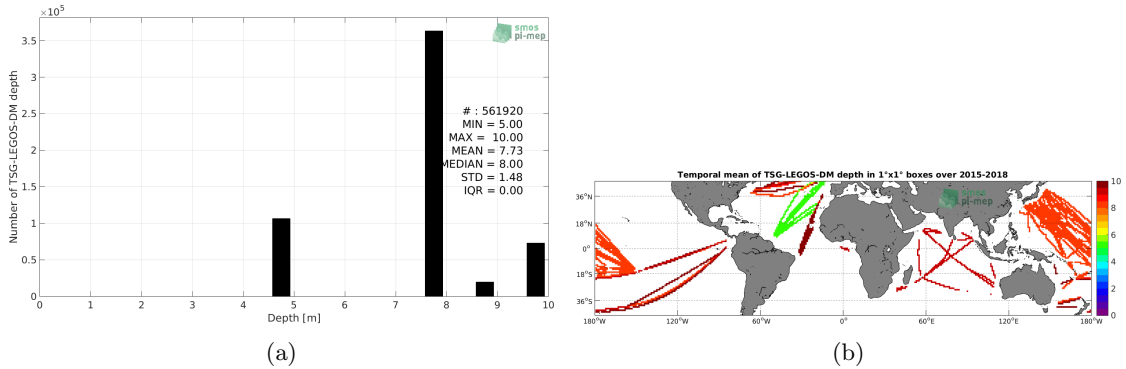 ×10⁵
smos
pi-mep
3.5
3
2.5
2
1.5
1
0.5
0
Number of TSG-LEGOS-DM depth
# : 561920
MIN = 5.00
MAX = 10.00
MEAN = 7.73
MEDIAN = 8.00
STD = 1.48
IQR = 0.00
0 1 2 3 4 5 6 7 8 9 10
Depth [m]
(a)
Temporal mean of TSG-LEGOS-DM depth in 1°x1° boxes over 2015-2018
smos
pi-mep
36°N
18°N
0°
18°S
36°S
180°W 120°W 60°W 0° 60°E 120°E 180°W
10
8
6
4
2
0
(b)